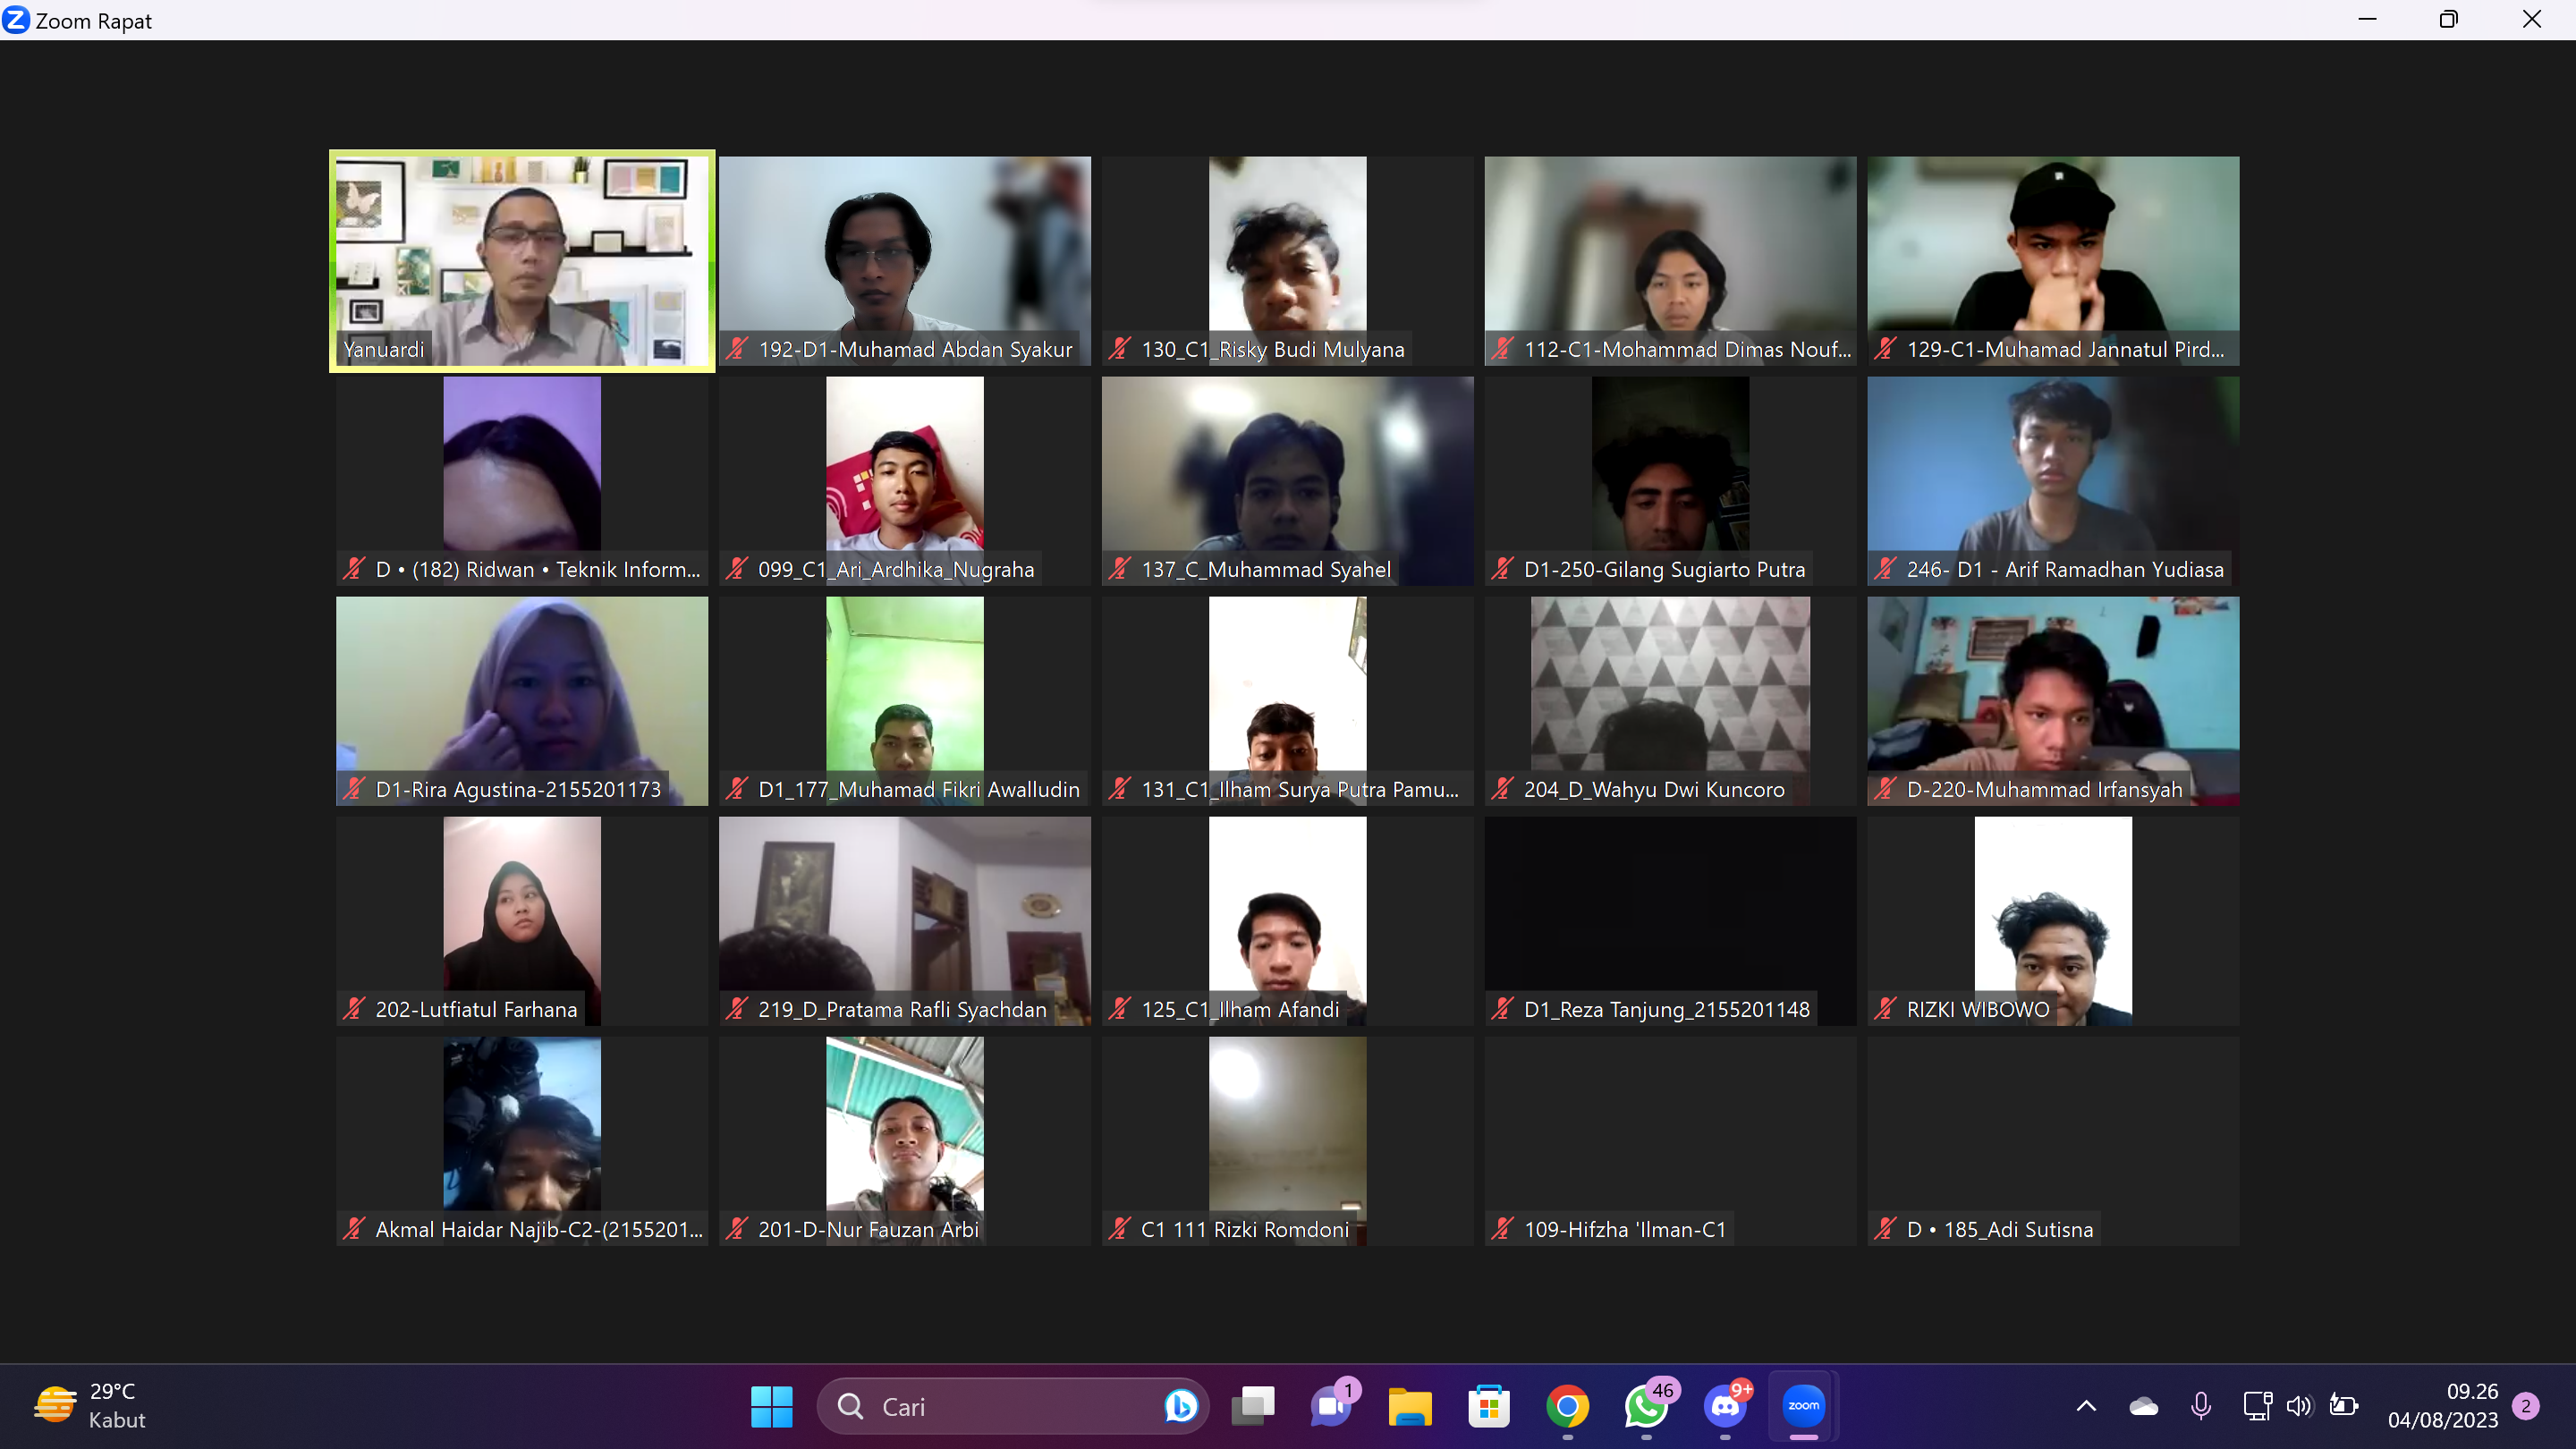 Zoom Rapat
Yanuardi
192-D1-Muhamad Abdan Syakur
130_C1_Risky Budi Mulyana
112-C1-Mohammad Dimas Nouf...
129-C1-Muhamad Jannatul Pird...
D • (182) Ridwan • Teknik Inform...
099_C1_Ari_Ardhika_Nugraha
137_C_Muhammad Syahel
D1-250-Gilang Sugiarto Putra
246- D1 - Arif Ramadhan Yudiasa
D1-Rira Agustina-2155201173
D1_177_Muhamad Fikri Awalludin
131_C1_Ilham Surya Putra Pamu...
204_D_Wahyu Dwi Kuncoro
D-220-Muhammad Irfansyah
202-Lutfiatul Farhana
219_D_Pratama Rafli Syachdan
125_C1_Ilham Afandi
D1_Reza Tanjung_2155201148
RIZKI WIBOWO
Akmal Haidar Najib-C2-(2155201...
201-D-Nur Fauzan Arbi
C1 111 Rizki Romdoni
109-Hifzha 'Ilman-C1
D • 185_Adi Sutisna
29°C
Kabut
Cari
1
46
9+
zoom
09.26
04/08/2023
2